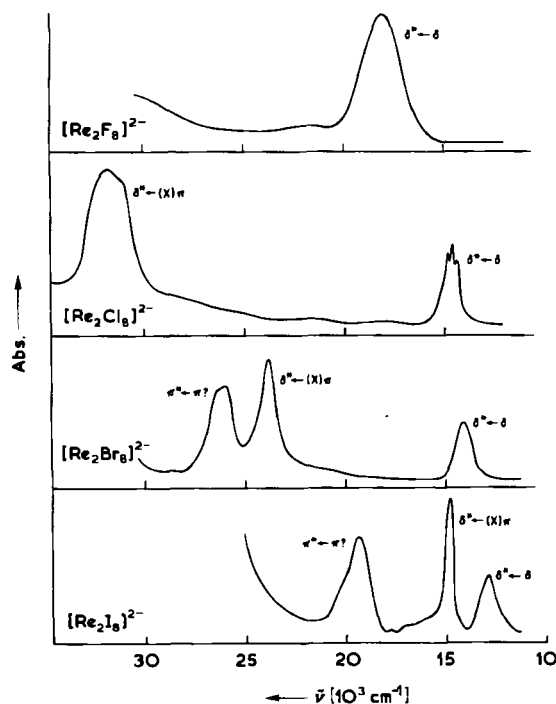 δ*←δ
[Re₂F₈]²⁻
δ*←(X)π
δ*←δ
[Re₂Cl₈]²⁻
Abs. →
π*←π?
δ*←(X)π
δ*←δ
[Re₂Br₈]²⁻
δ*←(X)π
π*←π?
δ*←δ
[Re₂I₈]²⁻
30 25 20 15 10
← ν̃ [10³ cm⁻¹]